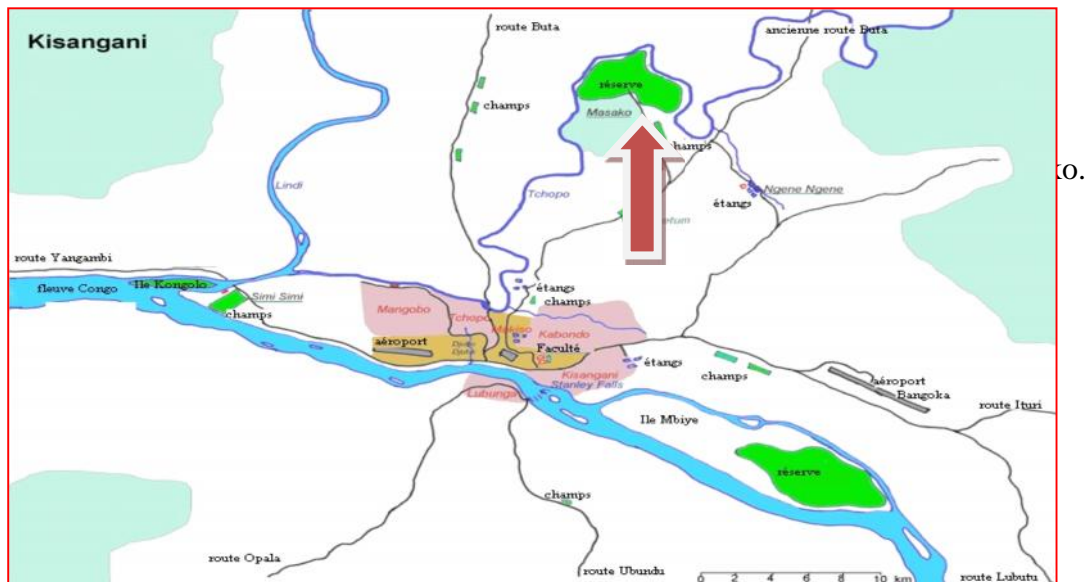 route Buta
ancienne route Buta
Kisangani
réserve
champs
Masako
champs
ko.
Lindi
Tchopo
Ngene Ngene
étangs
route Yangambi
fleuve Congo
Ile Kongolo
Simi Simi
champs
étangs
champs
Mangobo
Tchopo
Makiso
Kabondo
aéroport
Faculté
étangs
Kisangani
Stanley Falls
champs
aéroport
Bangoka
Lubunga
route Ituri
Ile Mbiye
réserve
champs
route Opala
route Ubundu
0 2 4 6 8 10 km
route Lubutu